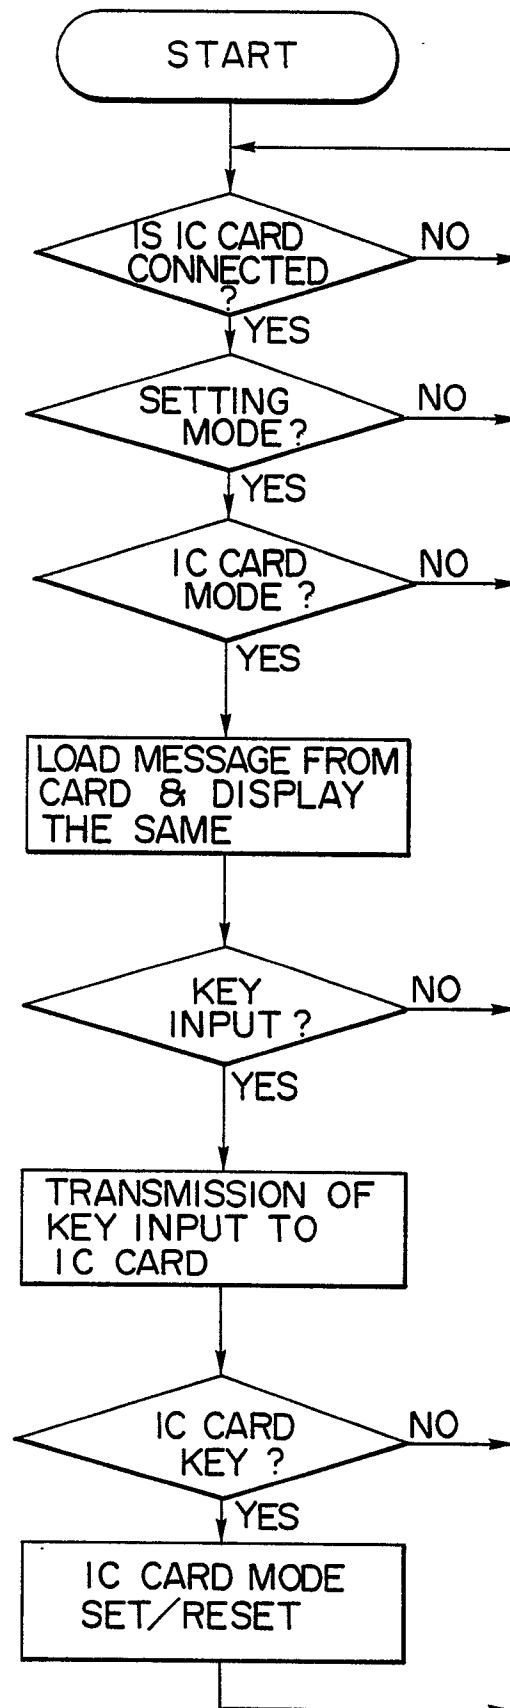 START
IS IC CARD
CONNECTED
?
NO
YES
SETTING
MODE?
NO
YES
IC CARD
MODE?
NO
YES
LOAD MESSAGE FROM
CARD & DISPLAY
THE SAME
KEY
INPUT?
NO
YES
TRANSMISSION OF
KEY INPUT TO
IC CARD
IC CARD
KEY?
NO
YES
IC CARD MODE
SET/RESET